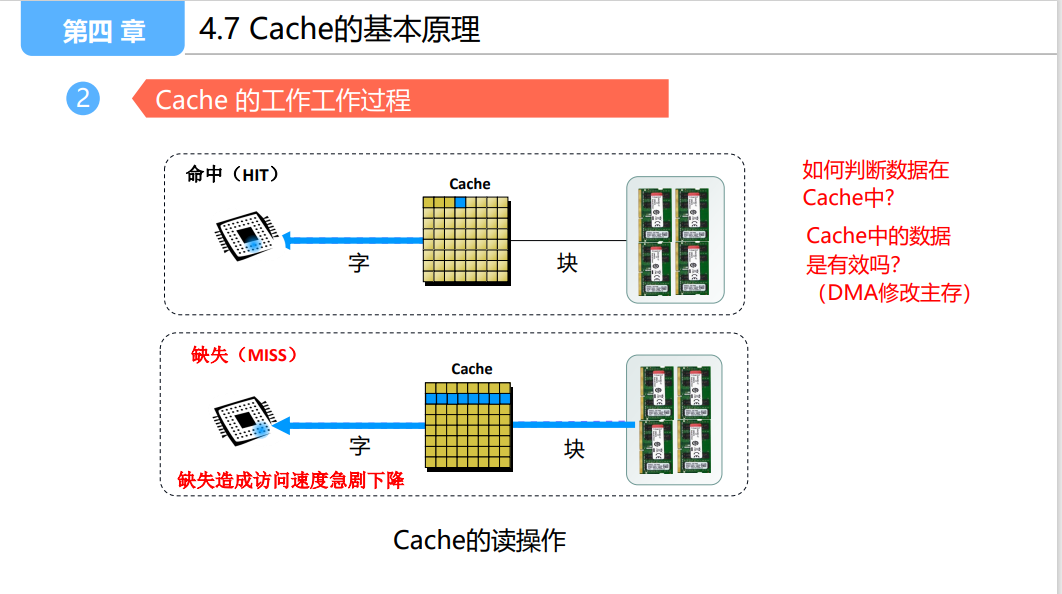 第四 章
4.7 Cache的基本原理
2
Cache 的工作工作过程
命中（HIT）
Cache
字
块
如何判断数据在
Cache中?
Cache中的数据
是有效吗?
（DMA修改主存）
缺失（MISS）
Cache
字
块
缺失造成访问速度急剧下降
Cache的读操作